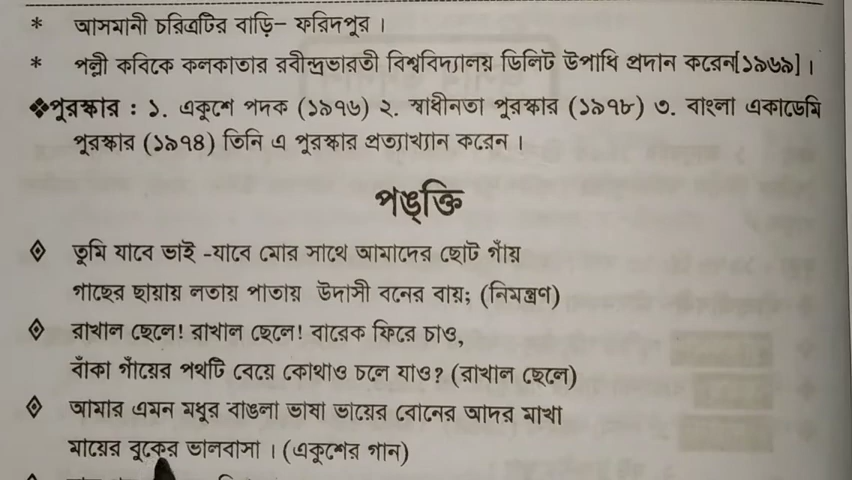 * আসমানী চরিত্রটির বাড়ি– ফরিদপুর ।
* পল্লী কবিকে কলকাতার রবীন্দ্রভারতী বিশ্ববিদ্যালয় ডিলিট উপাধি প্রদান করেন[১৯৬৯] ।
❖পুরস্কার : ১. একুশে পদক (১৯৭৬) ২. স্বাধীনতা পুরস্কার (১৯৭৮) ৩. বাংলা একাডেমি
পুরস্কার (১৯৭৪) তিনি এ পুরস্কার প্রত্যাখ্যান করেন ।
পঙ্ক্তি
তুমি যাবে ভাই -যাবে মোর সাথে আমাদের ছোট গাঁয়
গাছের ছায়ায় লতায় পাতায় উদাসী বনের বায়; (নিমন্ত্রণ)
রাখাল ছেলে! রাখাল ছেলে! বারেক ফিরে চাও,
বাঁকা গাঁয়ের পথটি বেয়ে কোথাও চলে যাও? (রাখাল ছেলে)
আমার এমন মধুর বাঙলা ভাষা ভায়ের বোনের আদর মাখা
মায়ের বুকের ভালবাসা । (একুশের গান)